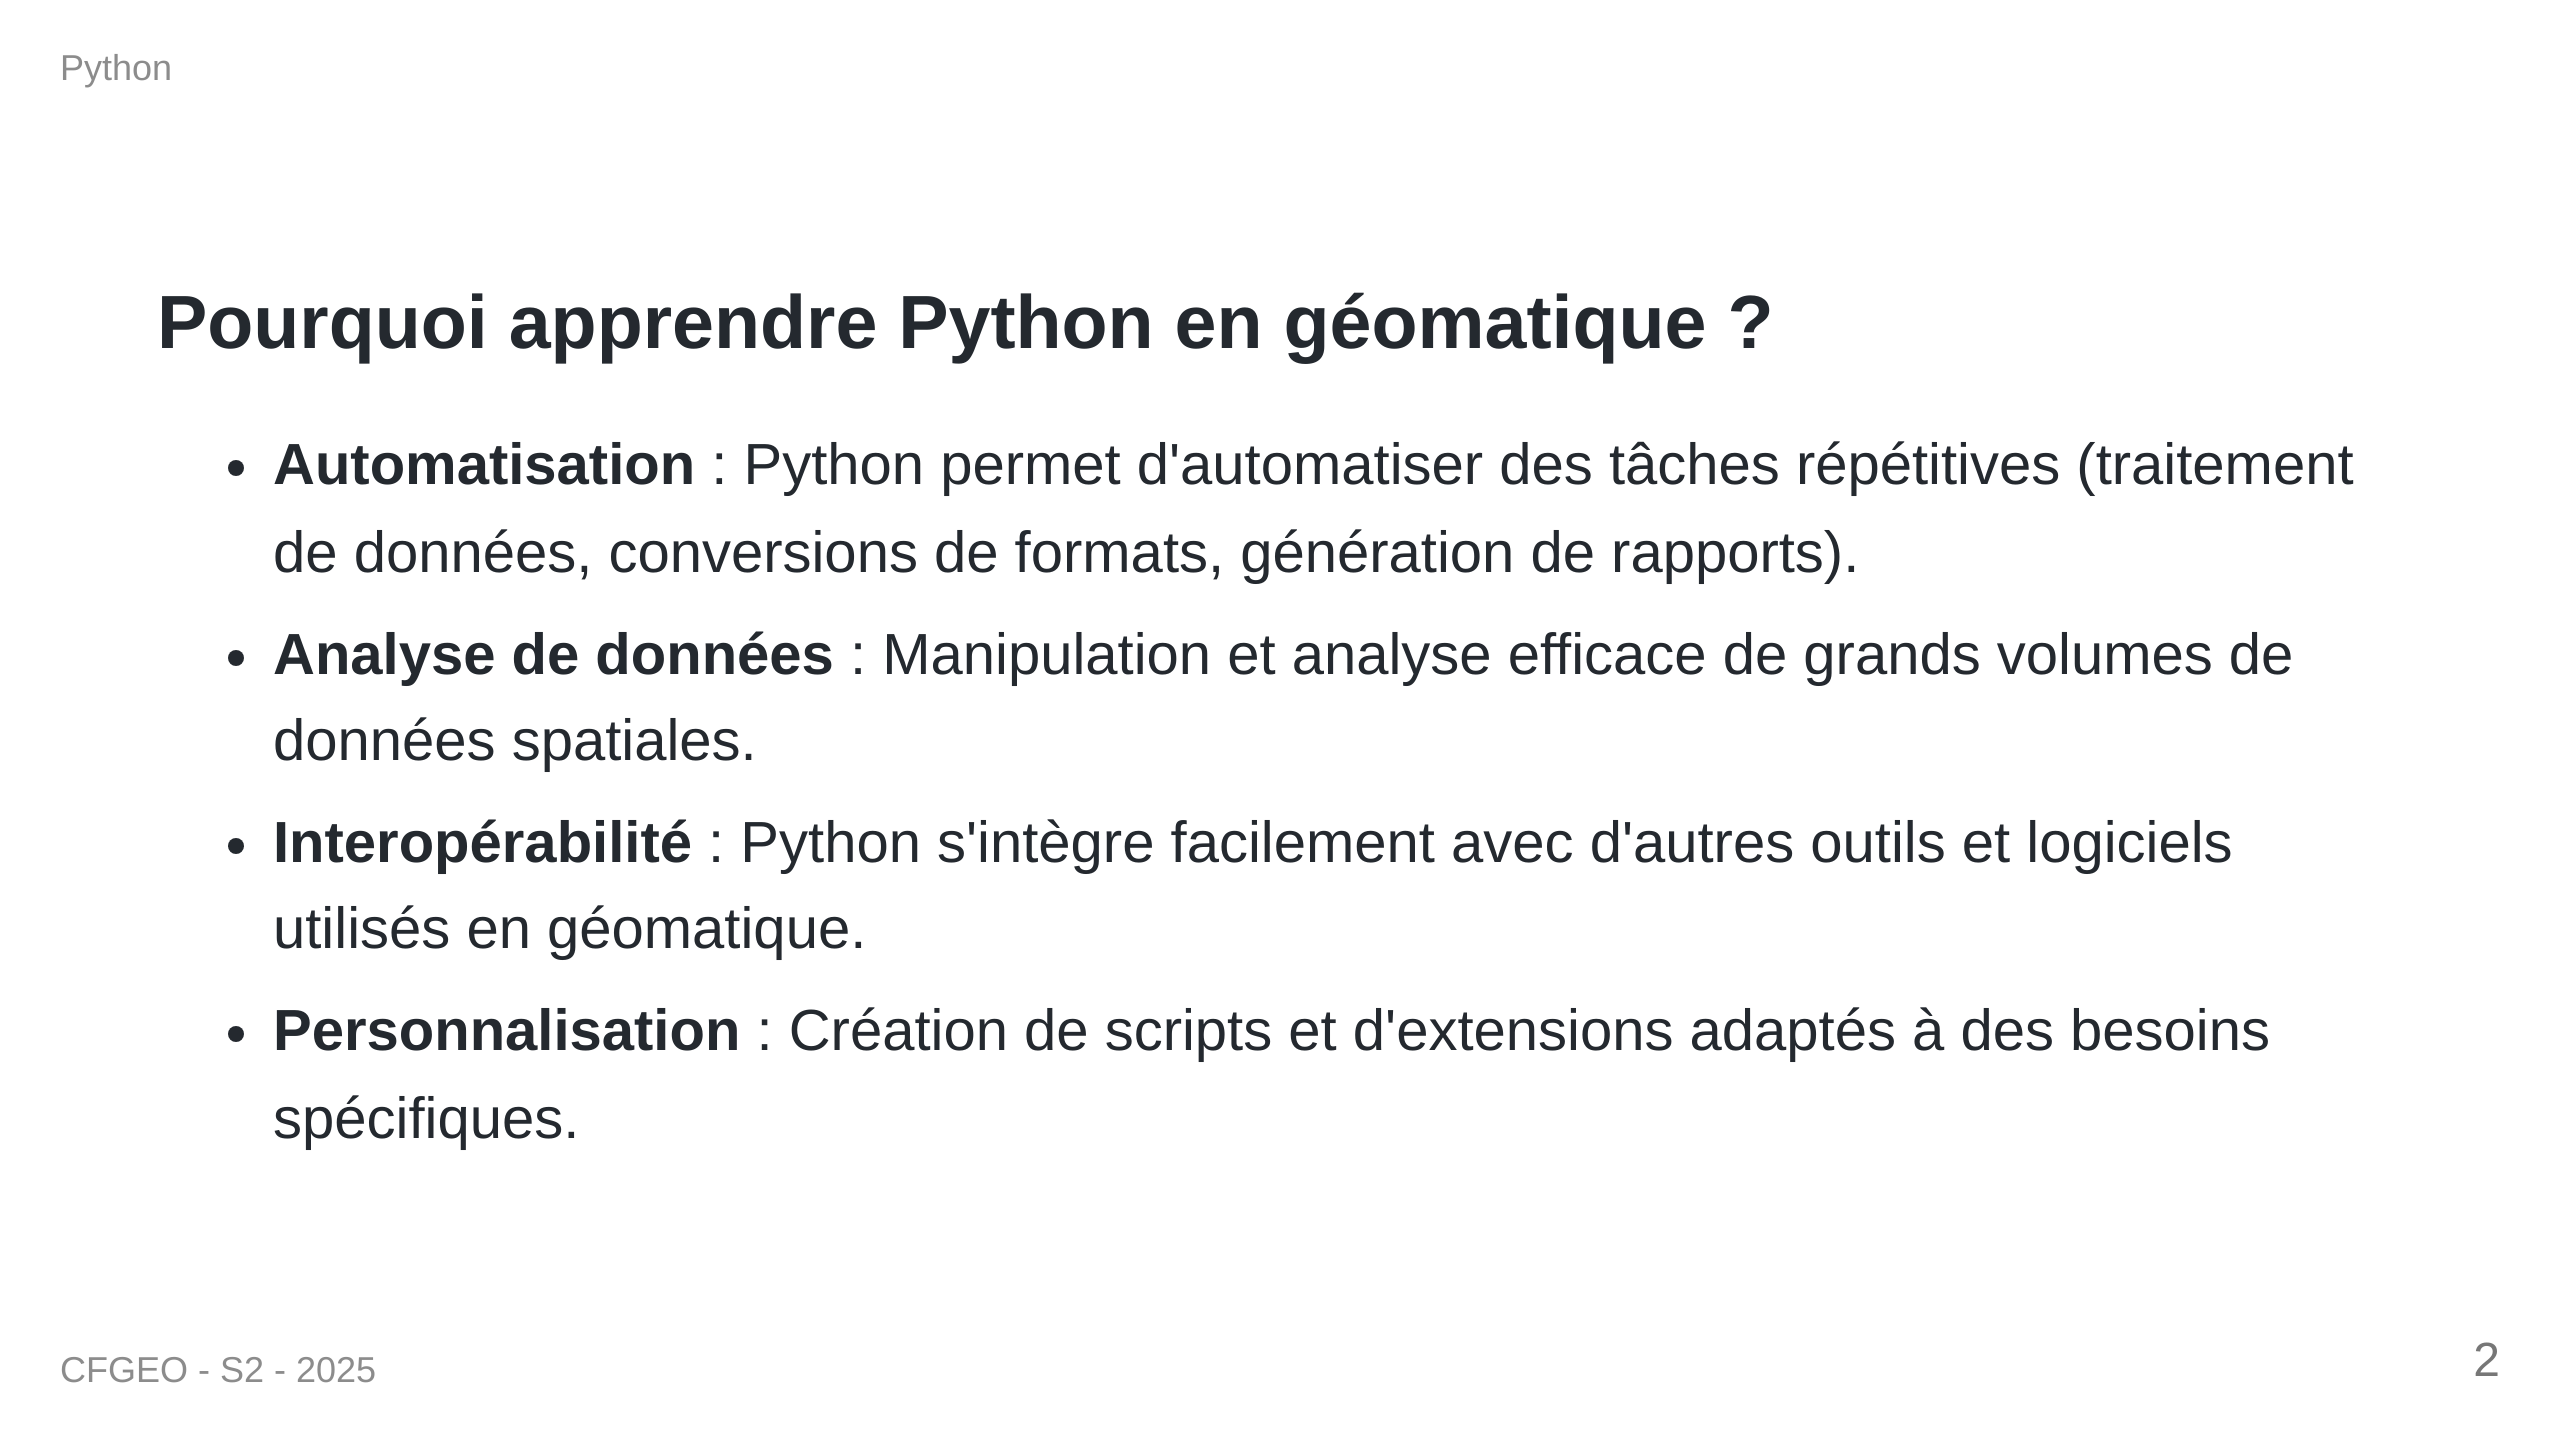 Python
Pourquoi apprendre Python en géomatique ?
• Automatisation : Python permet d'automatiser des tâches répétitives (traitement
de données, conversions de formats, génération de rapports).
• Analyse de données : Manipulation et analyse efficace de grands volumes de
données spatiales.
• Interopérabilité : Python s'intègre facilement avec d'autres outils et logiciels
utilisés en géomatique.
• Personnalisation : Création de scripts et d'extensions adaptés à des besoins
spécifiques.
CFGEO - S2 - 2025
2